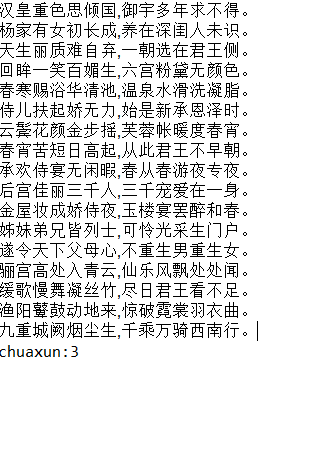 汉皇重色思倾国,御宇多年求不得。
杨家有女初长成,养在深闺人未识。
天生丽质难自弃,一朝选在君王侧。
回眸一笑百媚生,六宫粉黛无颜色。
春寒赐浴华清池,温泉水滑洗凝脂。
侍儿扶起娇无力,始是新承恩泽时。
云鬓花颜金步摇,芙蓉帐暖度春宵。
春宵苦短日高起,从此君王不早朝。
承欢侍宴无闲暇,春从春游夜专夜。
后宫佳丽三千人,三千宠爱在一身。
金屋妆成娇侍夜,玉楼宴罢醉和春。
姊妹弟兄皆列士,可怜光采生门户。
遂令天下父母心,不重生男重生女。
骊宫高处入青云,仙乐风飘处处闻。
缓歌慢舞凝丝竹,尽日君王看不足。
渔阳鼙鼓动地来,惊破霓裳羽衣曲。
九重城阙烟尘生,千乘万骑西南行。
chuaxun:3